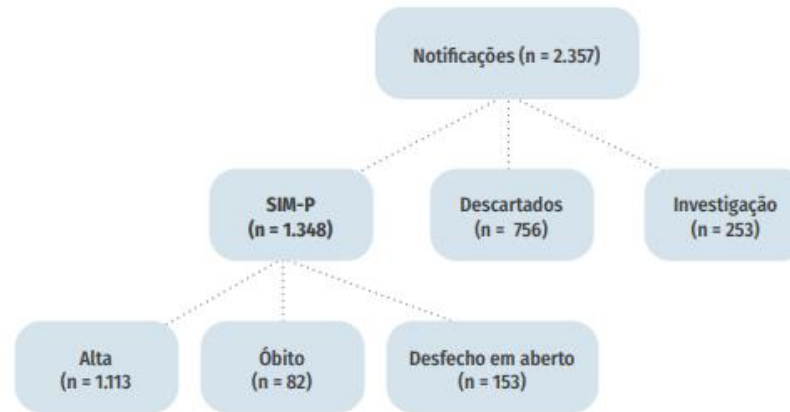 Notificações (n = 2.357)
SIM-P
(n = 1.348)
Descartados
(n = 756)
Investigação
(n = 253)
Alta
(n = 1.113
Óbito
(n = 82)
Desfecho em aberto
(n = 153)